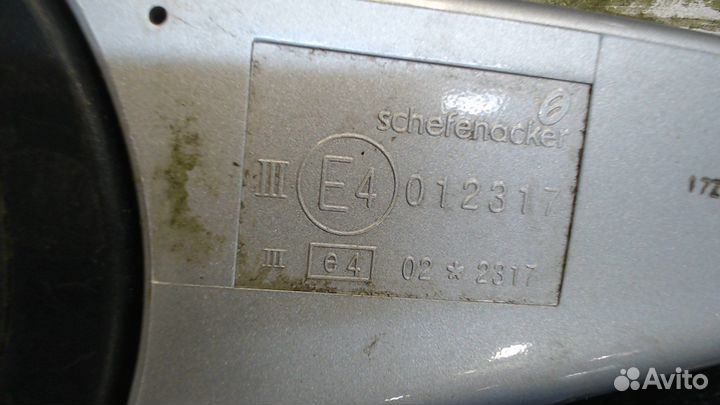 schefenacker
III E4 012317
III e4 02 * 2317
Avito